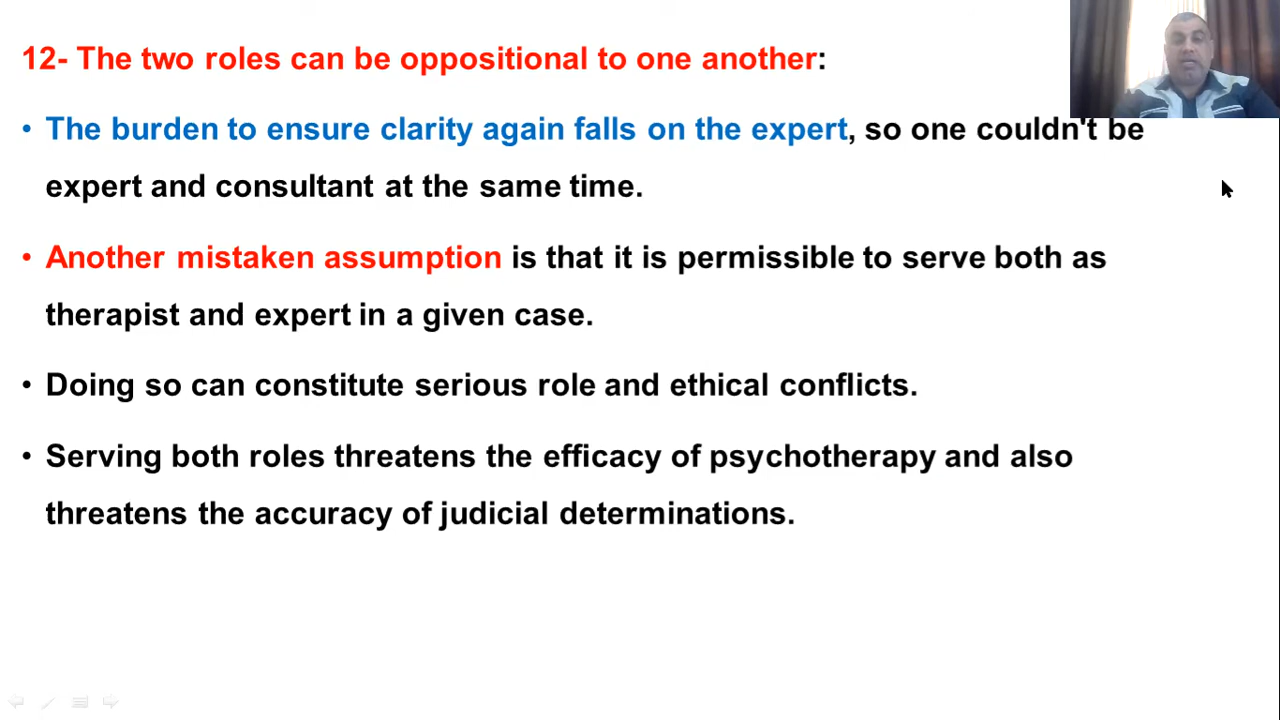 12- The two roles can be oppositional to one another:
• The burden to ensure clarity again falls on the expert, so one couldn't be
expert and consultant at the same time.
• Another mistaken assumption is that it is permissible to serve both as
therapist and expert in a given case.
• Doing so can constitute serious role and ethical conflicts.
• Serving both roles threatens the efficacy of psychotherapy and also
threatens the accuracy of judicial determinations.